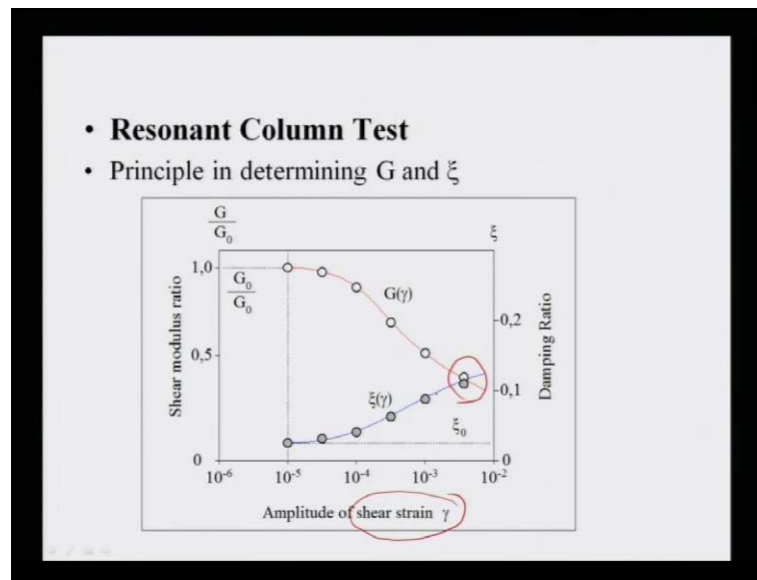 • Resonant Column Test
• Principle in determining G and ξ
G
G₀
ξ
1,0
G₀
G₀
G(γ)
0,2
Shear modulus ratio
0,5
Damping Ratio
ξ(γ)
0,1
ξ₀
0
0
10⁻⁶ 10⁻⁵ 10⁻⁴ 10⁻³ 10⁻²
Amplitude of shear strain γ